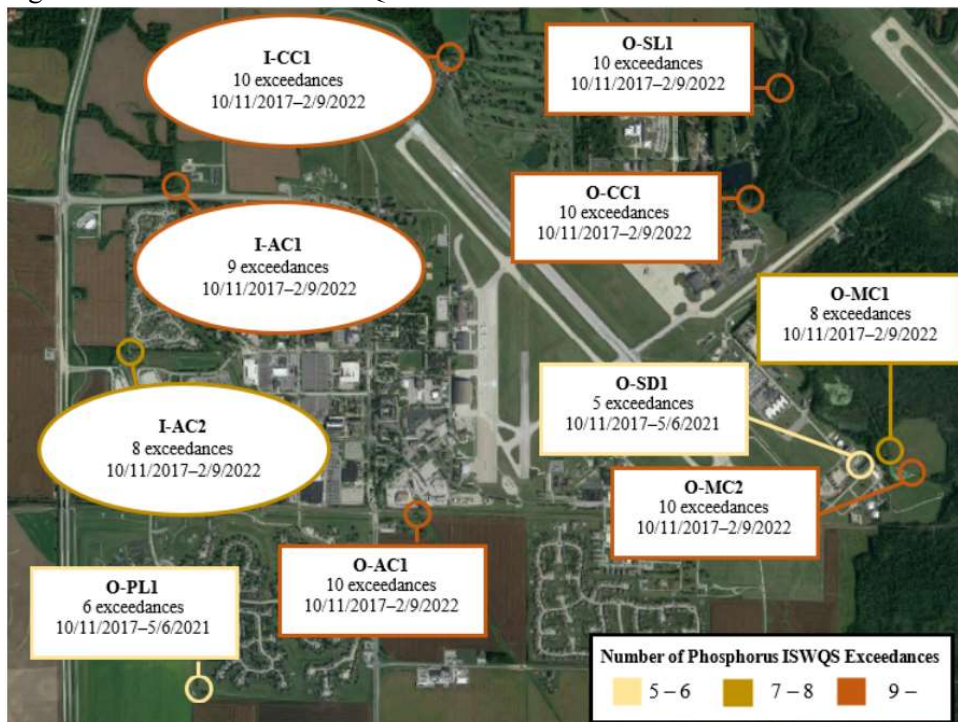 I-CC1
10 exceedances
10/11/2017–2/9/2022
O-SL1
10 exceedances
10/11/2017–2/9/2022
O-CC1
10 exceedances
10/11/2017–2/9/2022
I-AC1
9 exceedances
10/11/2017–2/9/2022
O-MC1
8 exceedances
10/11/2017–2/9/2022
O-SD1
5 exceedances
10/11/2017–5/6/2021
I-AC2
8 exceedances
10/11/2017–2/9/2022
O-MC2
10 exceedances
10/11/2017–2/9/2022
O-AC1
10 exceedances
10/11/2017–2/9/2022
O-PL1
6 exceedances
10/11/2017–5/6/2021
Number of Phosphorus ISWQS Exceedances
5 – 6 7 – 8 9 –